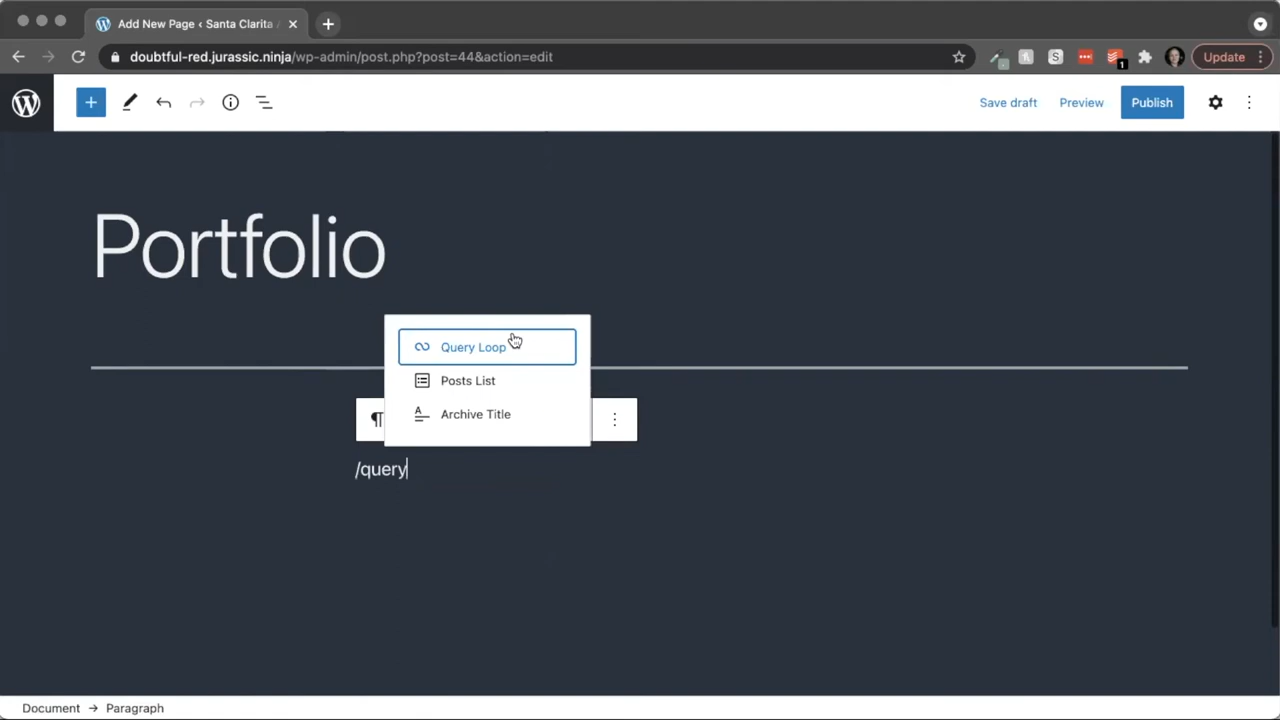 Add New Page ‹ Santa Clarita
doubtful-red.jurassic.ninja/wp-admin/post.php?post=44&action=edit
S
1
Update
Save draft
Preview
Publish
Portfolio
Query Loop
Posts List
Archive Title
/query
Document → Paragraph